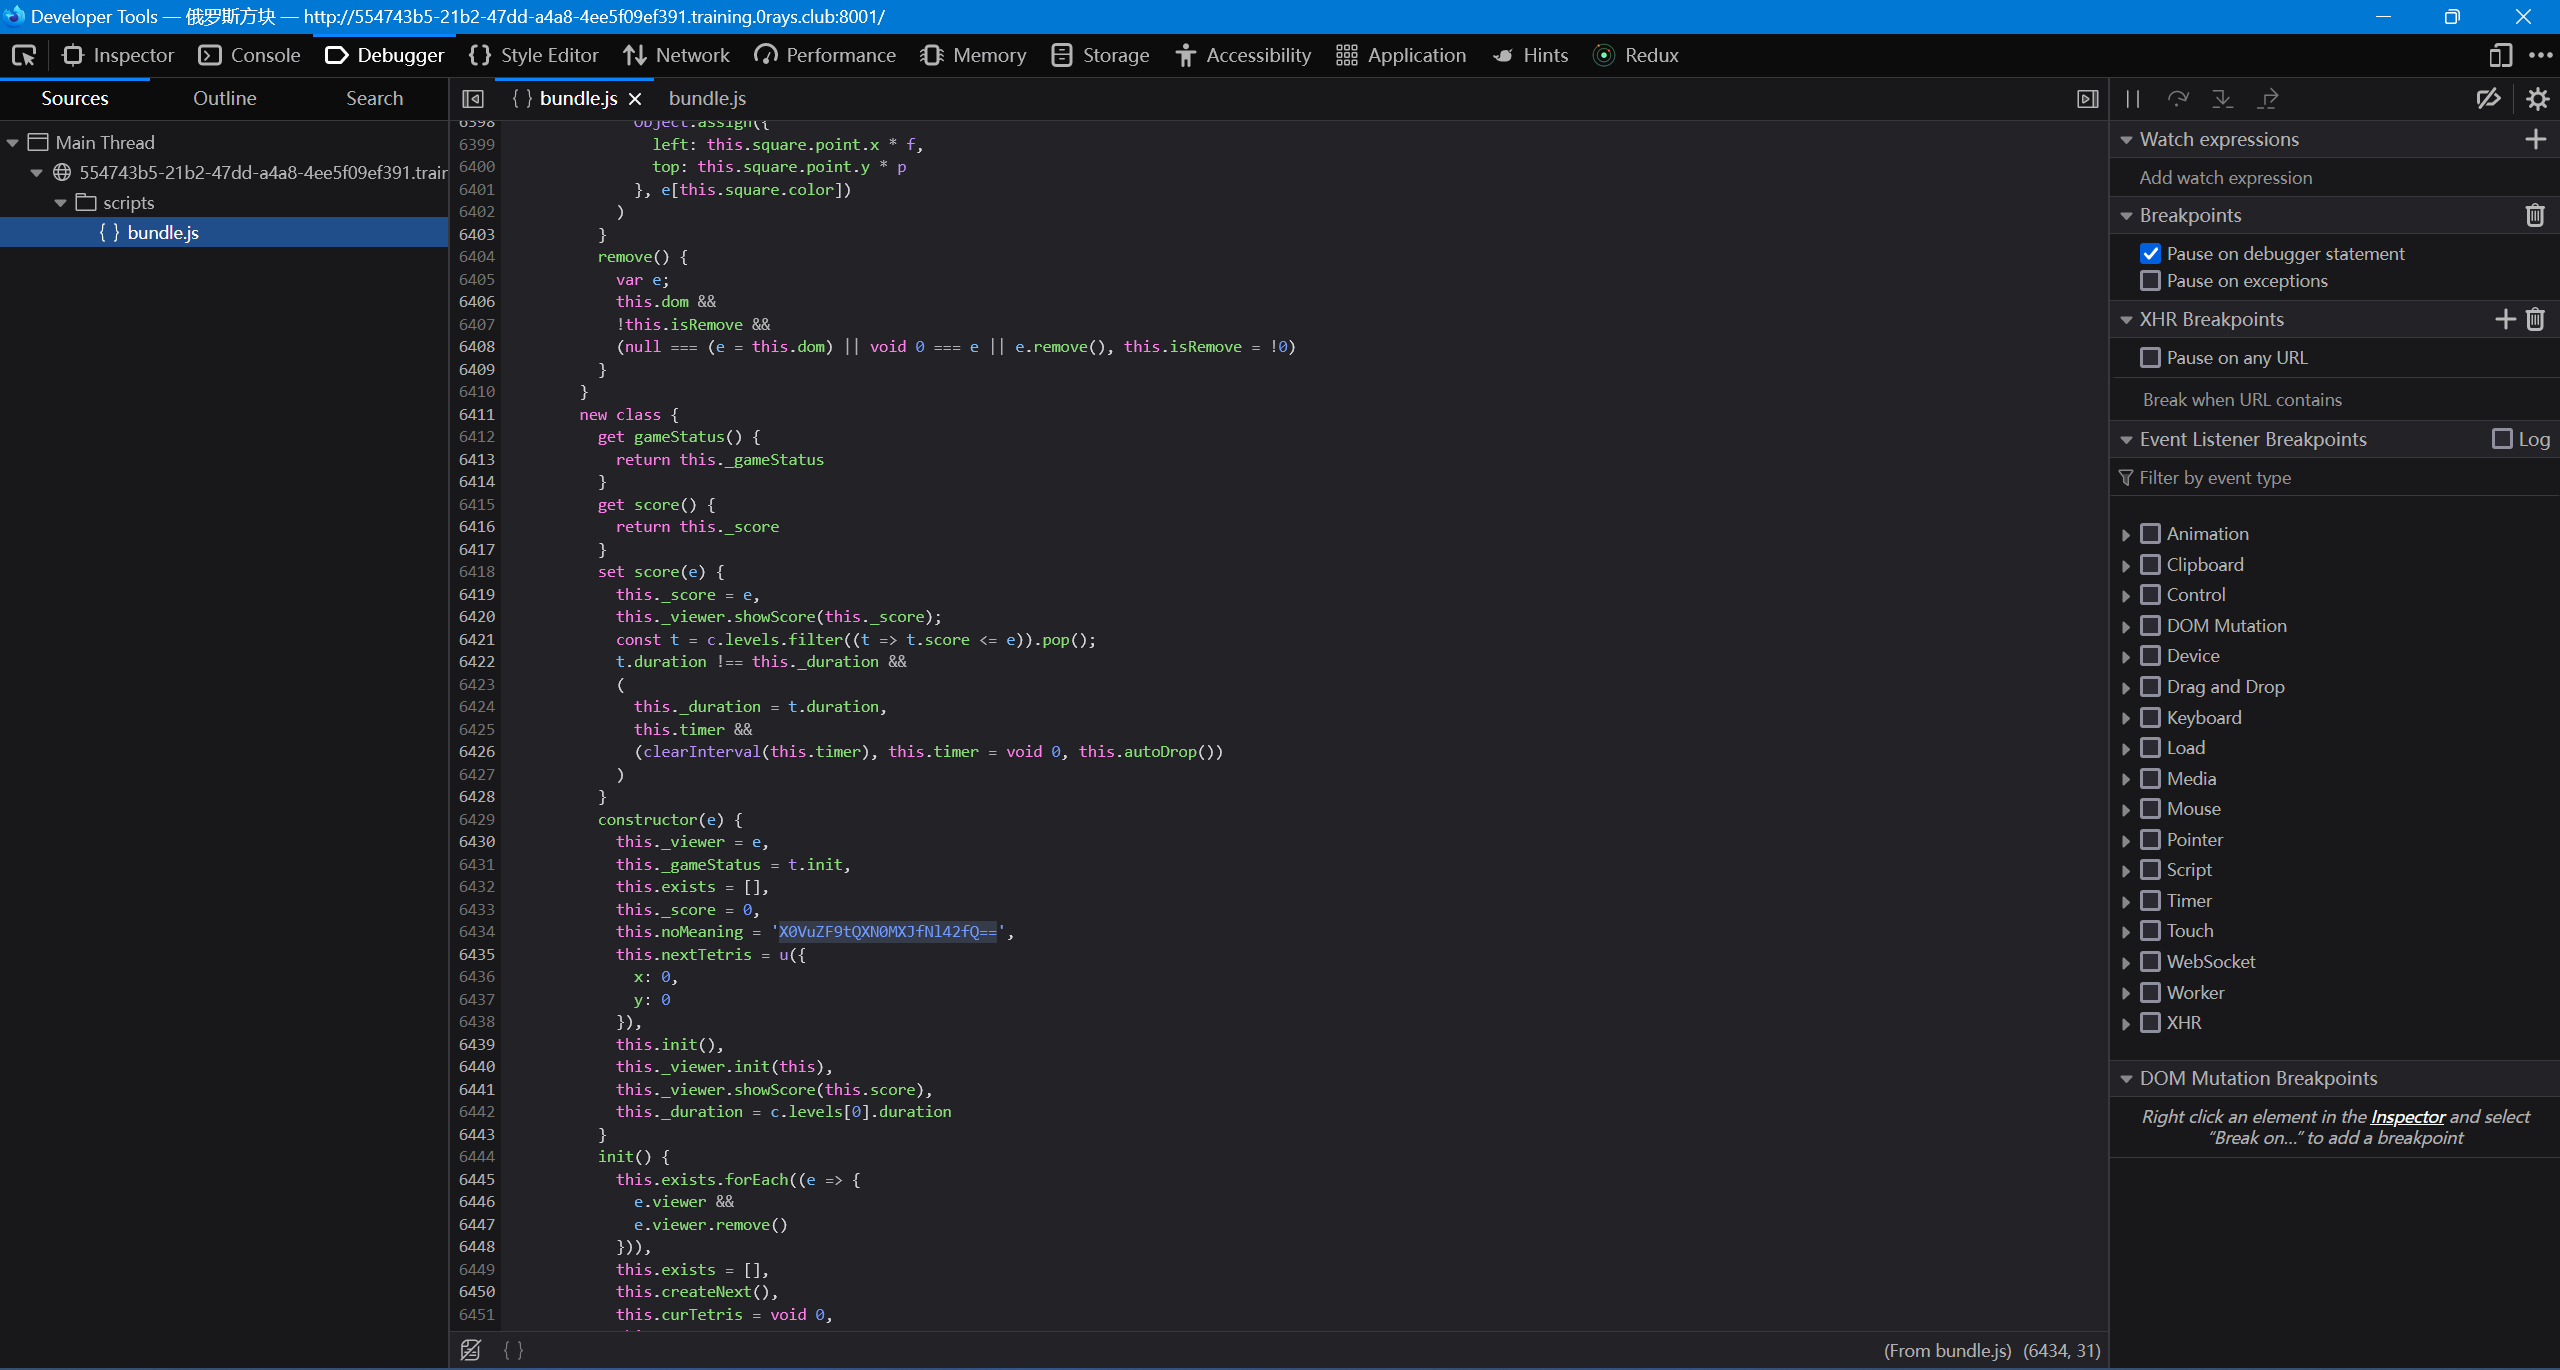 Developer Tools — 俄罗斯方块 — http://554743b5-21b2-47dd-a4a8-4ee5f09ef391.training.0rays.club:8001/
Inspector Console Debugger Style Editor Network Performance Memory Storage Accessibility Application Hints Redux
Sources Outline Search
{ } bundle.js bundle.js
Main Thread
554743b5-21b2-47dd-a4a8-4ee5f09ef391.train
scripts
{ } bundle.js
6398 Object.assign({
6399 left: this.square.point.x * f,
6400 top: this.square.point.y * p
6401 }, e[this.square.color])
6402 )
6403 }
6404 remove() {
6405 var e;
6406 this.dom &&
6407 !this.isRemove &&
6408 (null === (e = this.dom) || void 0 === e || e.remove(), this.isRemove = !0)
6409 }
6410 }
6411 new class {
6412 get gameStatus() {
6413 return this._gameStatus
6414 }
6415 get score() {
6416 return this._score
6417 }
6418 set score(e) {
6419 this._score = e,
6420 this._viewer.showScore(this._score);
6421 const t = c.levels.filter((t => t.score <= e)).pop();
6422 t.duration !== this._duration &&
6423 (
6424 this._duration = t.duration,
6425 this.timer &&
6426 (clearInterval(this.timer), this.timer = void 0, this.autoDrop())
6427 )
6428 }
6429 constructor(e) {
6430 this._viewer = e,
6431 this._gameStatus = t.init,
6432 this.exists = [],
6433 this._score = 0,
6434 this.noMeaning = 'X0VuZF9tQXN0MXJfNl42fQ==',
6435 this.nextTetris = u({
6436 x: 0,
6437 y: 0
6438 }),
6439 this.init(),
6440 this._viewer.init(this),
6441 this._viewer.showScore(this.score),
6442 this._duration = c.levels[0].duration
6443 }
6444 init() {
6445 this.exists.forEach((e => {
6446 e.viewer &&
6447 e.viewer.remove()
6448 })),
6449 this.exists = [],
6450 this.createNext(),
6451 this.curTetris = void 0,
{ } (From bundle.js) (6434, 31)
Watch expressions
Add watch expression
Breakpoints
Pause on debugger statement
Pause on exceptions
XHR Breakpoints
Pause on any URL
Break when URL contains
Event Listener Breakpoints Log
Filter by event type
Animation
Clipboard
Control
DOM Mutation
Device
Drag and Drop
Keyboard
Load
Media
Mouse
Pointer
Script
Timer
Touch
WebSocket
Worker
XHR
DOM Mutation Breakpoints
Right click an element in the Inspector and select
“Break on…” to add a breakpoint